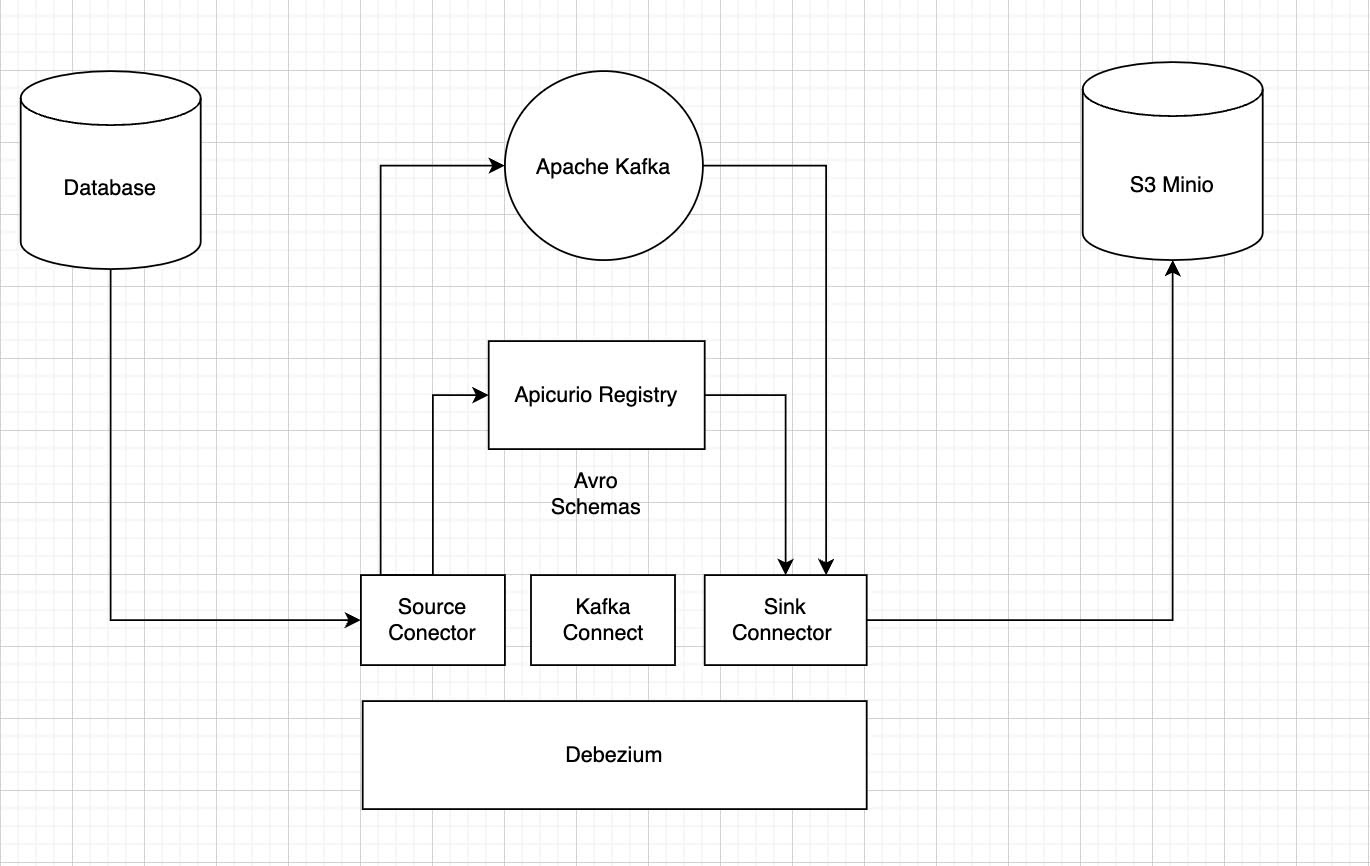 Database
Apache Kafka
S3 Minio
Apicurio Registry
Avro
Schemas
Source
Conector
Kafka
Connect
Sink
Connector
Debezium